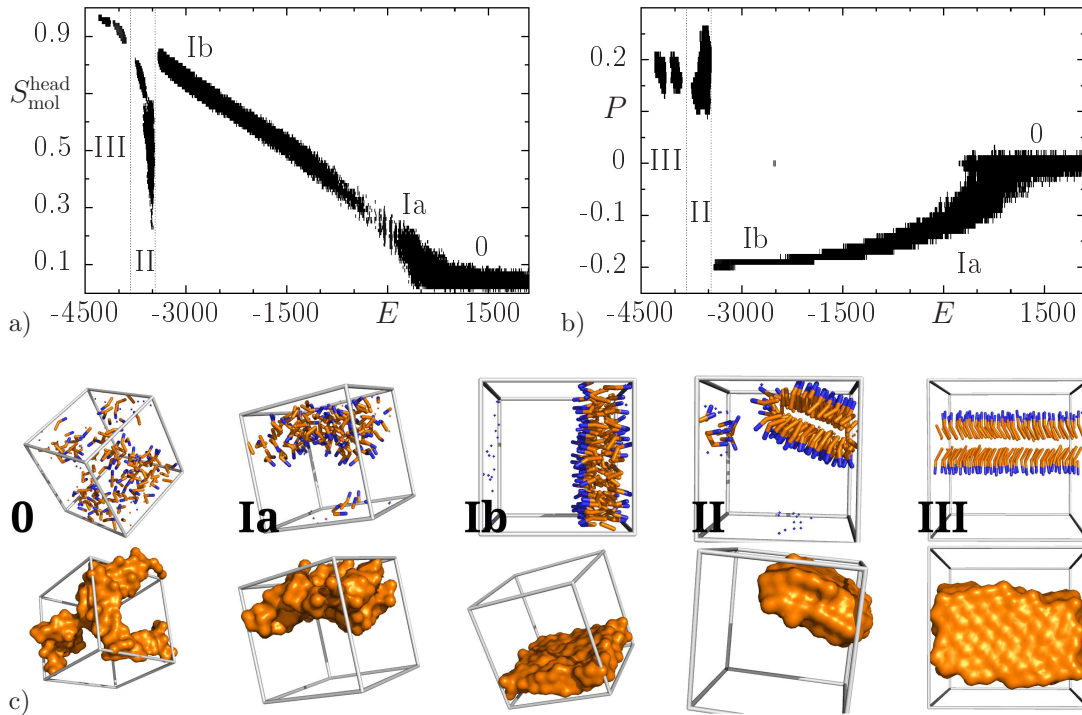 0.9
0.5
0.3
0.1
S_mol^head
Ib
III
II
Ia
0
-4500 -3000 -1500 E 1500
a)
0.2
P
0
-0.1
-0.2
0
III
II
Ib
Ia
-4500 -3000 -1500 E 1500
b)
0 Ia Ib II III
c)